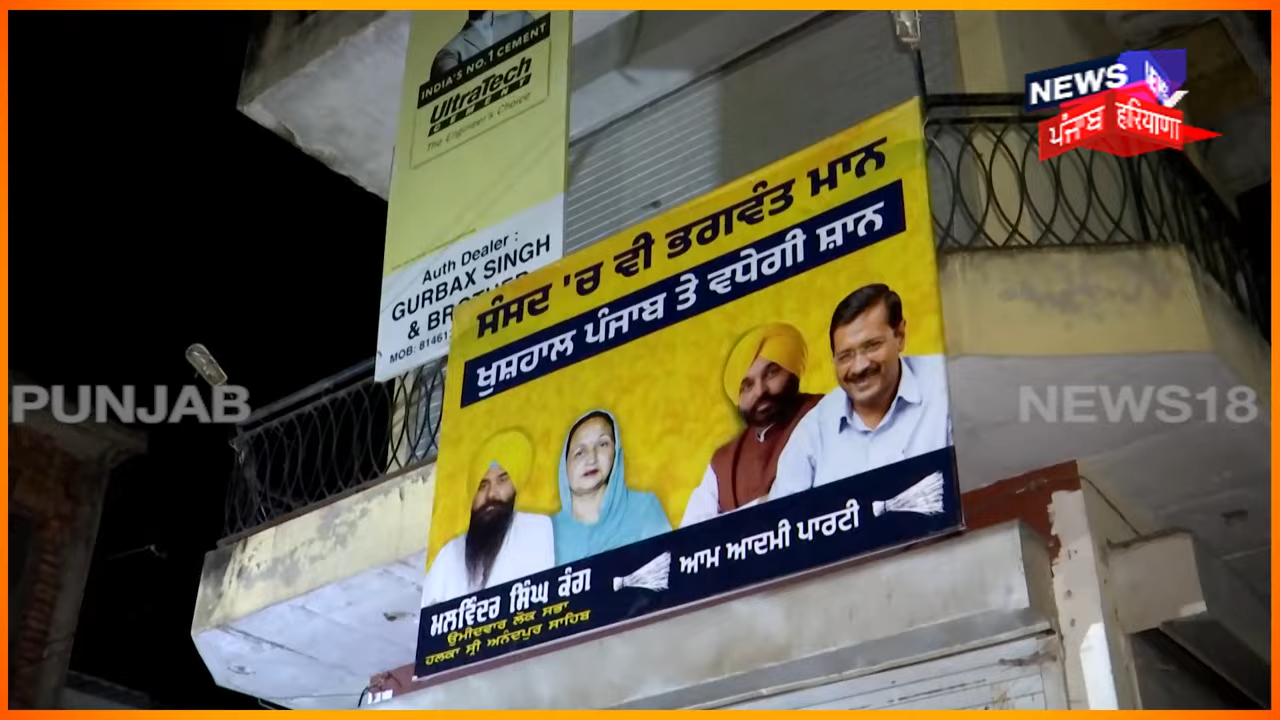 INDIA'S NO.1 CEMENT
UltraTech
CEMENT
The Engineer's Choice
Auth Dealer :
GURBAX SINGH
& BROTHER
MOB: 8146
ਸੰਸਦ 'ਚ ਵੀ ਭਗਵੰਤ ਮਾਨ
ਖੁਸ਼ਹਾਲ ਪੰਜਾਬ ਤੇ ਵਧੇਗੀ ਸ਼ਾਨ
ਮਲਵਿੰਦਰ ਸਿੰਘ ਕੰਗ
ਉਮੀਦਵਾਰ ਲੋਕ ਸਭਾ
ਹਲਕਾ ਸ੍ਰੀ ਅਨੰਦਪੁਰ ਸਾਹਿਬ
ਆਮ ਆਦਮੀ ਪਾਰਟੀ
NEWS
ਪੰਜਾਬ ਹਰਿਯਾਣਾ
PUNJAB
NEWS18